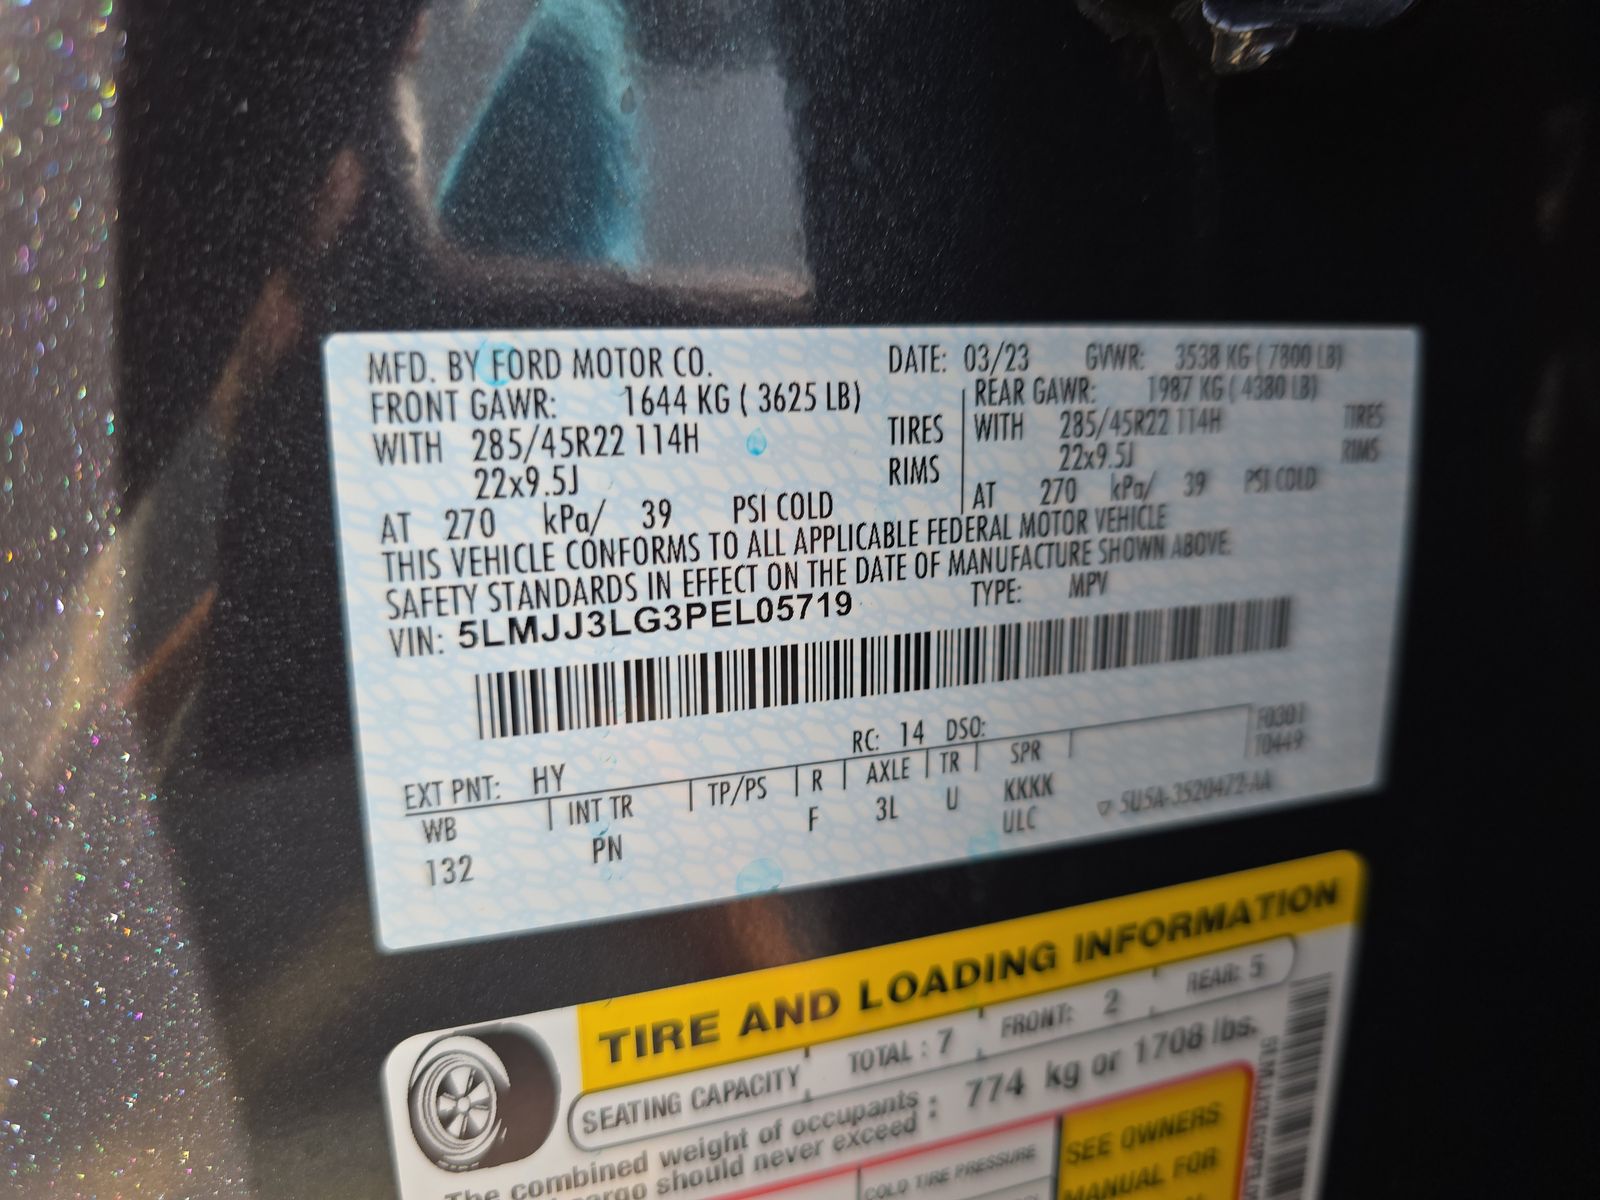 MFD. BY FORD MOTOR CO. DATE: 03/23 GVWR: 3538 KG ( 7800 LB)
FRONT GAWR: 1644 KG ( 3625 LB) REAR GAWR: 1987 KG ( 4380 LB)
WITH 285/45R22 114H TIRES WITH 285/45R22 114H TIRES
22x9.5J RIMS 22x9.5J RIMS
AT 270 kPa/ 39 PSI COLD AT 270 kPa/ 39 PSI COLD
THIS VEHICLE CONFORMS TO ALL APPLICABLE FEDERAL MOTOR VEHICLE
SAFETY STANDARDS IN EFFECT ON THE DATE OF MANUFACTURE SHOWN ABOVE.
VIN: 5LMJJ3LG3PEL05719 TYPE: MPV
F0301
T0449
EXT PNT: HY RC: 14 DSO:
WB INT TR TP/PS R AXLE TR SPR
132 PN F 3L U KKKK
ULC 5U5A-3520472-AA
TIRE AND LOADING INFORMATION
SEATING CAPACITY TOTAL : 7 FRONT: 2 REAR: 5
The combined weight of occupants
cargo should never exceed : 774 kg or 1708 lbs.
COLD TIRE PRESSURE
SEE OWNERS
MANUAL FOR